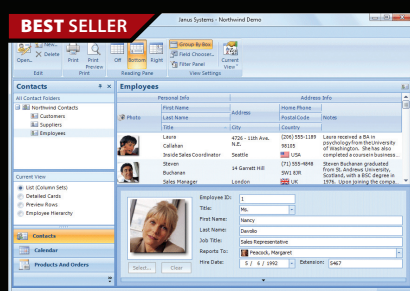 BEST SELLER
Janus Systems - Northwind Demo
New...
Delete
Open...
Print
Print Preview
Off
Bottom
Right
Group By Box
Field Chooser...
Filter Panel
Current View
Edit
Print
Reading Pane
View Settings
Contacts
All Contact Folders
Northwind Contacts
Customers
Suppliers
Employees
Current View
List (Column Sets)
Detailed Cards
Preview Rows
Employee Hierarchy
Contacts
Calendar
Products And Orders
Employees
Personal Info
Address Info
Photo
First Name
Last Name
Title
Address
City
Home Phone
Postal Code
Country
Notes
Laura
Callahan
Inside Sales Coordinator
4726 - 11th Ave. N.E.
Seattle
(206) 555-1189
98105
USA
Laura received a BA in
psychology from the University
of Washington. She has also
completed a course in business...
Steven
Buchanan
Sales Manager
14 Garrett Hill
London
(71) 555-4848
SW1 8JR
UK
Steven Buchanan graduated
from St. Andrews University,
Scotland, with a BSC degree in
1976. Upon joining the compa...
Employee ID: 1
Title: Ms.
First Name: Nancy
Last Name: Davolio
Job Title: Sales Representative
Reports To: Peacock, Margaret
Hire Date: 5 / 6 / 1992
Extension: 5467
Select...
Clear